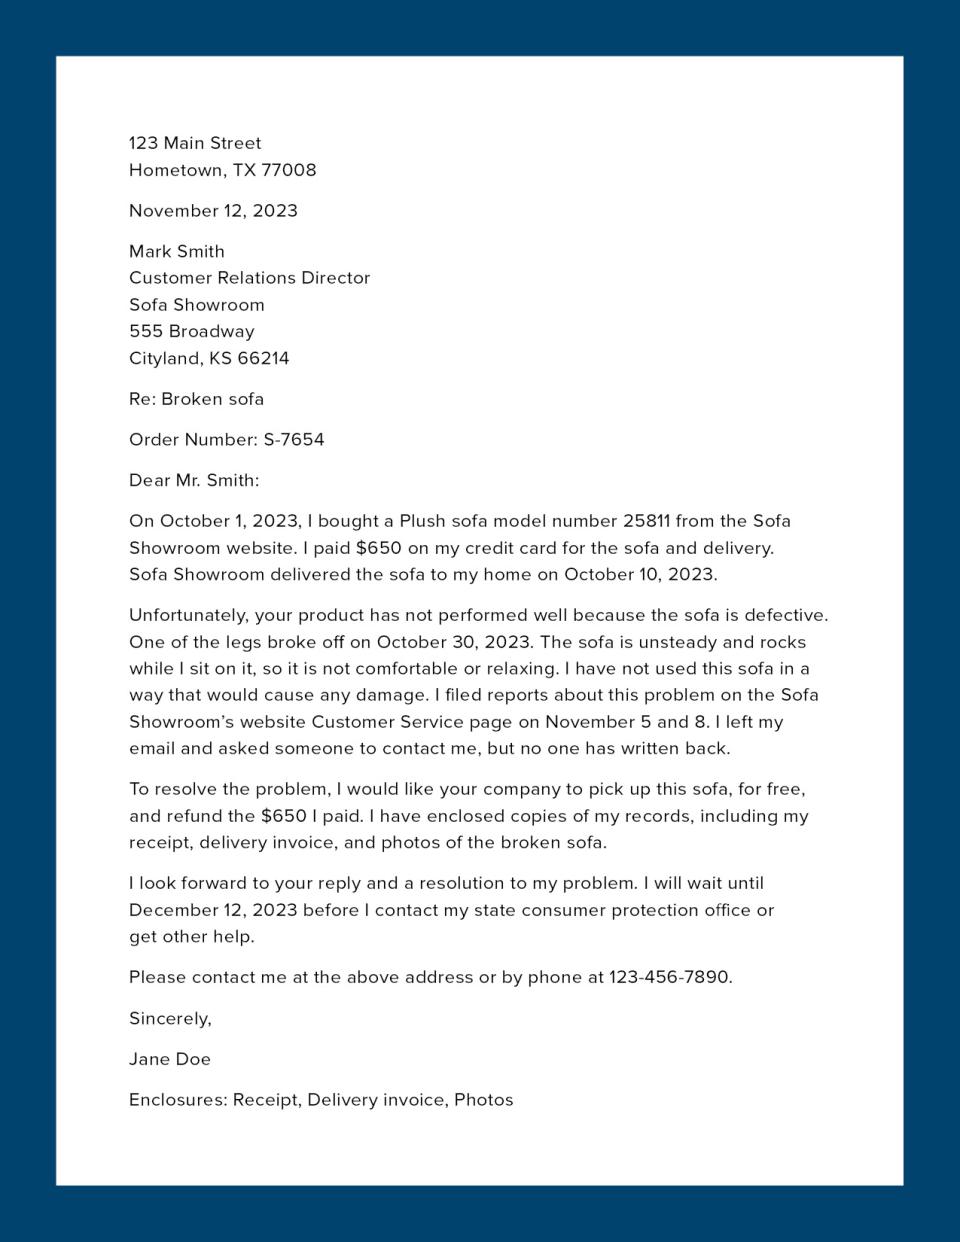 123 Main Street
Hometown, TX 77008
November 12, 2023
Mark Smith
Customer Relations Director
Sofa Showroom
555 Broadway
Cityland, KS 66214
Re: Broken sofa
Order Number: S-7654
Dear Mr. Smith:
On October 1, 2023, I bought a Plush sofa model number 25811 from the Sofa
Showroom website. I paid $650 on my credit card for the sofa and delivery.
Sofa Showroom delivered the sofa to my home on October 10, 2023.
Unfortunately, your product has not performed well because the sofa is defective.
One of the legs broke off on October 30, 2023. The sofa is unsteady and rocks
while I sit on it, so it is not comfortable or relaxing. I have not used this sofa in a
way that would cause any damage. I filed reports about this problem on the Sofa
Showroom’s website Customer Service page on November 5 and 8. I left my
email and asked someone to contact me, but no one has written back.
To resolve the problem, I would like your company to pick up this sofa, for free,
and refund the $650 I paid. I have enclosed copies of my records, including my
receipt, delivery invoice, and photos of the broken sofa.
I look forward to your reply and a resolution to my problem. I will wait until
December 12, 2023 before I contact my state consumer protection office or
get other help.
Please contact me at the above address or by phone at 123-456-7890.
Sincerely,
Jane Doe
Enclosures: Receipt, Delivery invoice, Photos